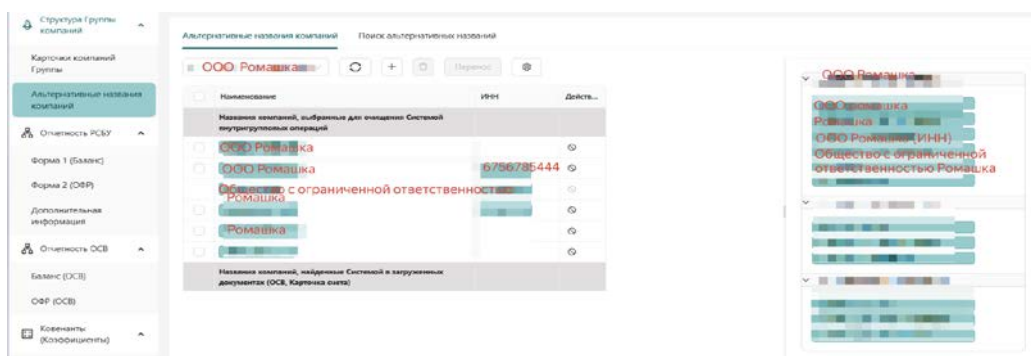 Структура Группы
компаний
Карточки компаний
Группы
Альтернативные названия
компаний
Отчетность РСБУ
Форма 1 (Баланс)
Форма 2 (ОФР)
Дополнительная
информация
Отчетность ОСВ
Баланс (ОСВ)
ОФР (ОСВ)
Ковенанты
(Коэффициенты)
Альтернативные названия компаний
Поиск альтернативных названий
ООО Ромашка
Перенос
Наименование ИНН Действ...
Названия компаний, выбранные для очищения Системой
внутригрупповых операций
ООО Ромашка
ООО Ромашка 6756785444
Общество с ограниченной ответственностью
Ромашка
Ромашка
Названия компаний, найденные Системой в загруженных
документах (ОСВ, Карточка счета)
ООО Ромашка
ООО ромашка
Ромашка
ООО Ромашка (ИНН)
Общество с ограниченной
ответственностью Ромашка